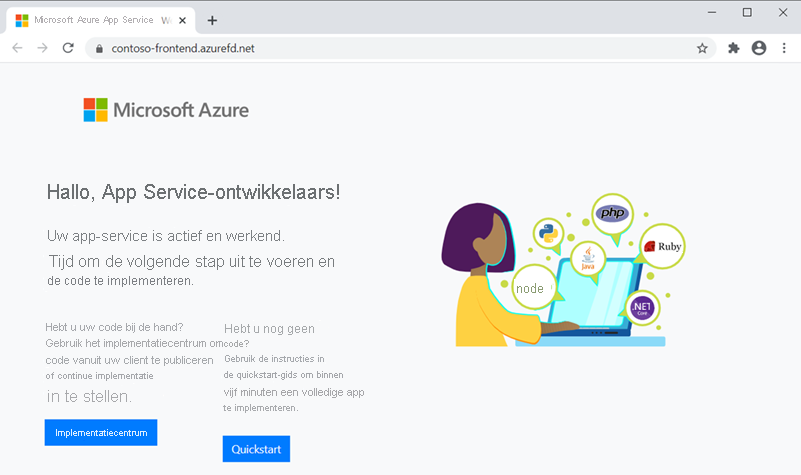 Microsoft Azure App Service
contoso-frontend.azurefd.net
Microsoft Azure
Hallo, App Service-ontwikkelaars!
Uw app-service is actief en werkend.
Tijd om de volgende stap uit te voeren en
de code te implementeren.
php
Ruby
Java
node
.NET
Core
Hebt u uw code bij de hand?
Gebruik het implementatiecentrum om
code vanuit uw client te publiceren
of continue implementatie
in te stellen.
Implementatiecentrum
Hebt u nog geen
code?
Gebruik de instructies in
de quickstart-gids om binnen
vijf minuten een volledige app
te implementeren.
Quickstart